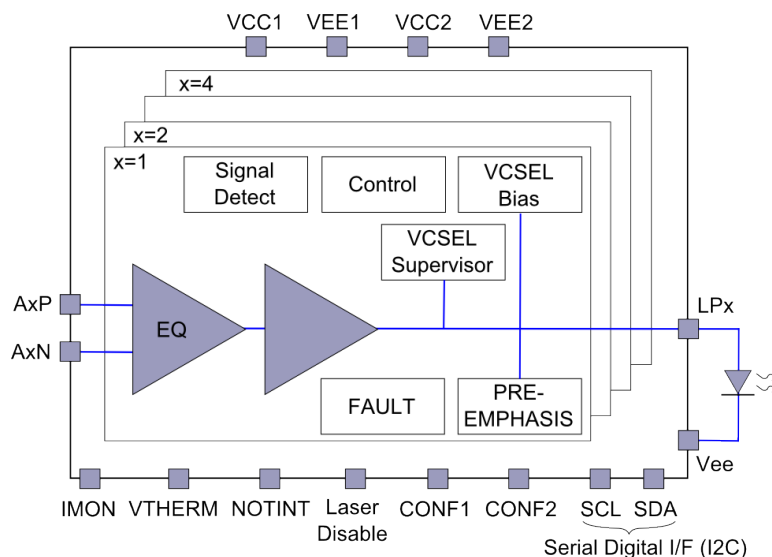 VCC1 VEE1 VCC2 VEE2
x=4
x=2
x=1
Signal
Detect
Control
VCSEL
Bias
VCSEL
Supervisor
AxP
LPx
EQ
AxN
FAULT
PRE-
EMPHASIS
Vee
IMON VTHERM NOTINT Laser
Disable CONF1 CONF2 SCL SDA
Serial Digital I/F (I2C)